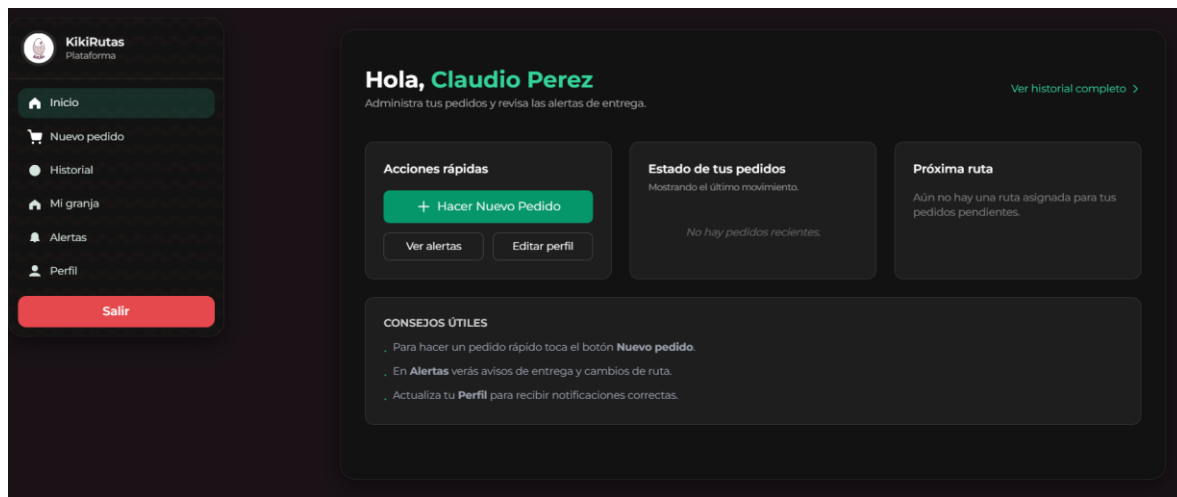 KikiRutas
Plataforma
Inicio
Nuevo pedido
Historial
Mi granja
Alertas
Perfil
Salir
Hola, Claudio Perez
Administra tus pedidos y revisa las alertas de entrega.
Ver historial completo
Acciones rápidas
+ Hacer Nuevo Pedido
Ver alertas
Editar perfil
Estado de tus pedidos
Mostrando el último movimiento.
No hay pedidos recientes.
Próxima ruta
Aún no hay una ruta asignada para tus
pedidos pendientes.
CONSEJOS ÚTILES
Para hacer un pedido rápido toca el botón Nuevo pedido.
En Alertas verás avisos de entrega y cambios de ruta.
Actualiza tu Perfil para recibir notificaciones correctas.